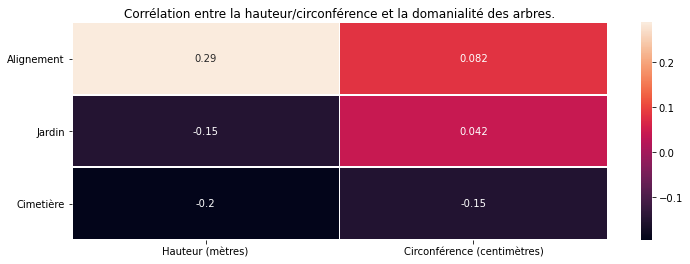 Corrélation entre la hauteur/circonférence et la domanialité des arbres.
Alignement
0.29
0.082
Jardin
-0.15
0.042
Cimetière
-0.2
-0.15
Hauteur (mètres)
Circonférence (centimètres)
0.2
0.1
0.0
−0.1